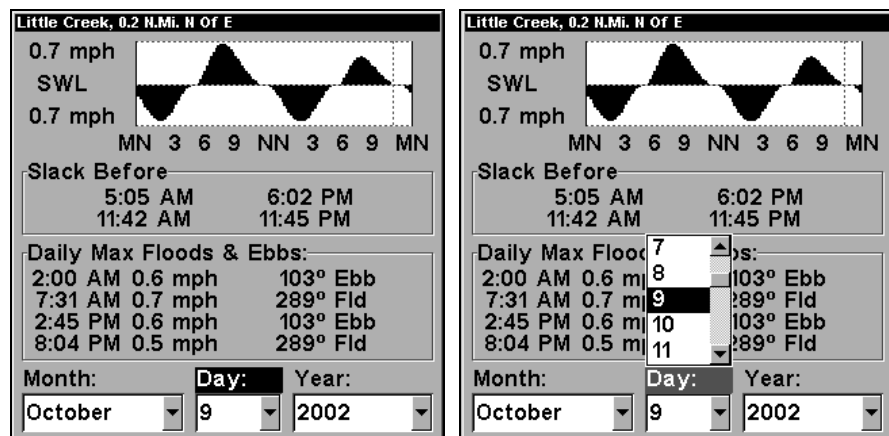 Little Creek, 0.2 N.Mi. N Of E
0.7 mph
SWL
0.7 mph
MN 3 6 9 NN 3 6 9 MN
Slack Before
5:05 AM 6:02 PM
11:42 AM 11:45 PM
Daily Max Floods & Ebbs:
2:00 AM 0.6 mph 103º Ebb
7:31 AM 0.7 mph 289º Fld
2:45 PM 0.6 mph 103º Ebb
8:04 PM 0.5 mph 289º Fld
Month: Day: Year:
October 9 2002
Little Creek, 0.2 N.Mi. N Of E
0.7 mph
SWL
0.7 mph
MN 3 6 9 NN 3 6 9 MN
Slack Before
5:05 AM 6:02 PM
11:42 AM 11:45 PM
Daily Max Floo 7 bs:
2:00 AM 0.6 m 8 103º Ebb
7:31 AM 0.7 m 9 289º Fld
2:45 PM 0.6 m 10 103º Ebb
8:04 PM 0.5 m 11 289º Fld
Month: Day: Year:
October 9 2002